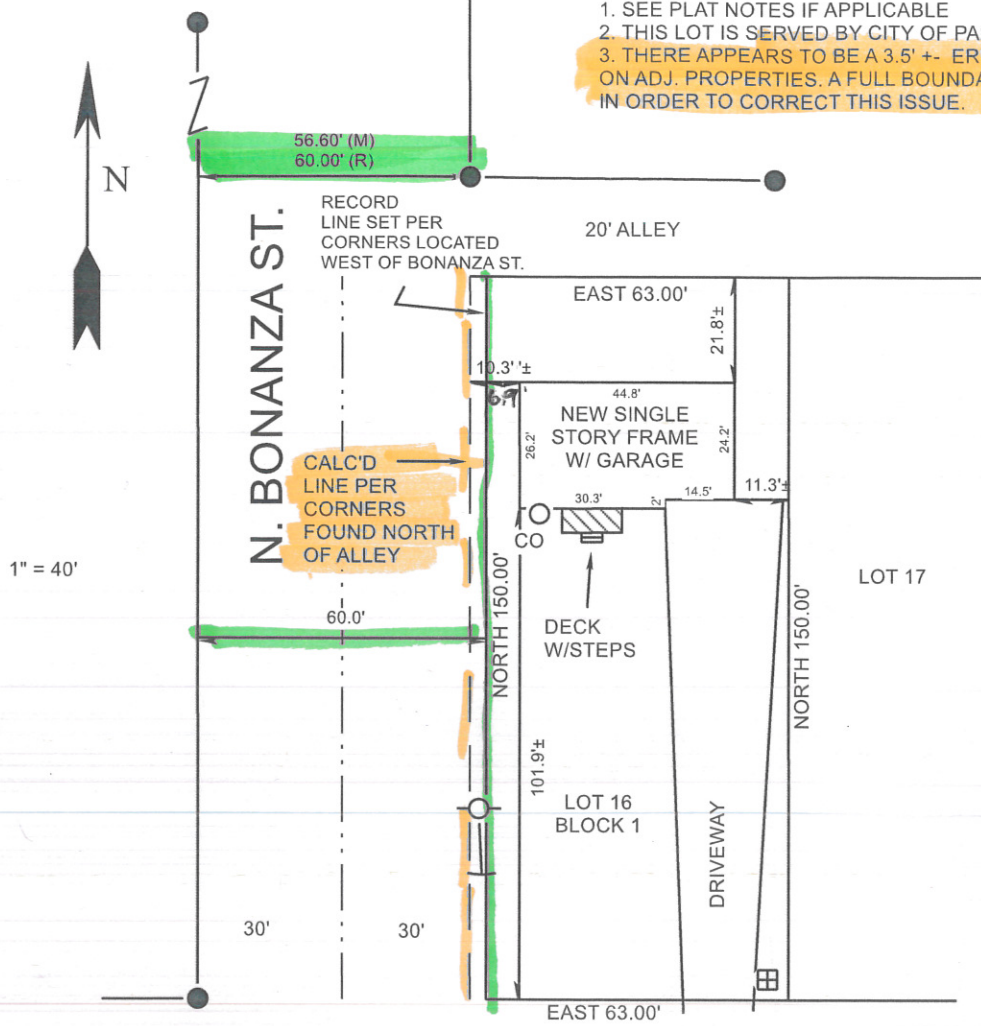 1. SEE PLAT NOTES IF APPLICABLE
2. THIS LOT IS SERVED BY CITY OF PA
3. THERE APPEARS TO BE A 3.5' +- ER
ON ADJ. PROPERTIES. A FULL BOUNDA
IN ORDER TO CORRECT THIS ISSUE.
56.60' (M)
60.00' (R)
N
RECORD
LINE SET PER
CORNERS LOCATED
WEST OF BONANZA ST.
20' ALLEY
N. BONANZA ST.
EAST 63.00'
21.8'±
10.3' '±
6.9'
44.8'
NEW SINGLE
STORY FRAME
W/ GARAGE
26.2'
24.2'
CALC'D
LINE PER
CORNERS
FOUND NORTH
OF ALLEY
30.3'
2'
14.5'
11.3'±
CO
1" = 40'
LOT 17
60.0'
NORTH 150.00'
DECK
W/STEPS
NORTH 150.00'
101.9'±
LOT 16
BLOCK 1
DRIVEWAY
30'
30'
EAST 63.00'